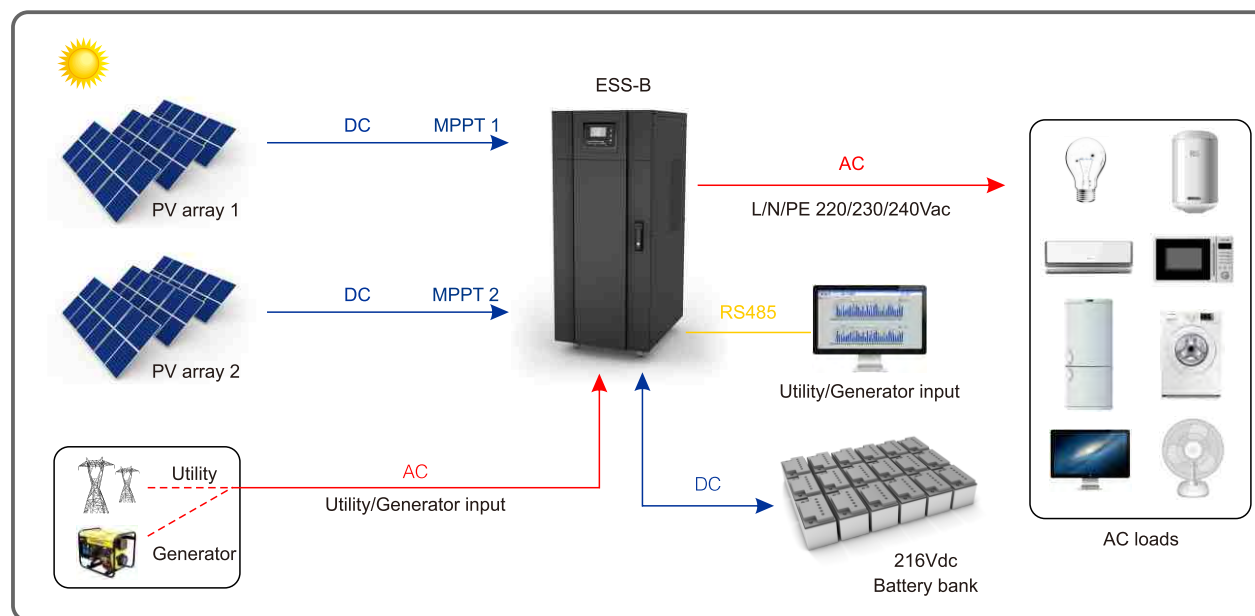 ESS-B
DC MPPT 1
PV array 1
AC
L/N/PE 220/230/240Vac
DC MPPT 2
PV array 2
RS485
Utility/Generator input
Utility
AC
Utility/Generator input
Generator
DC
216Vdc
Battery bank
AC loads